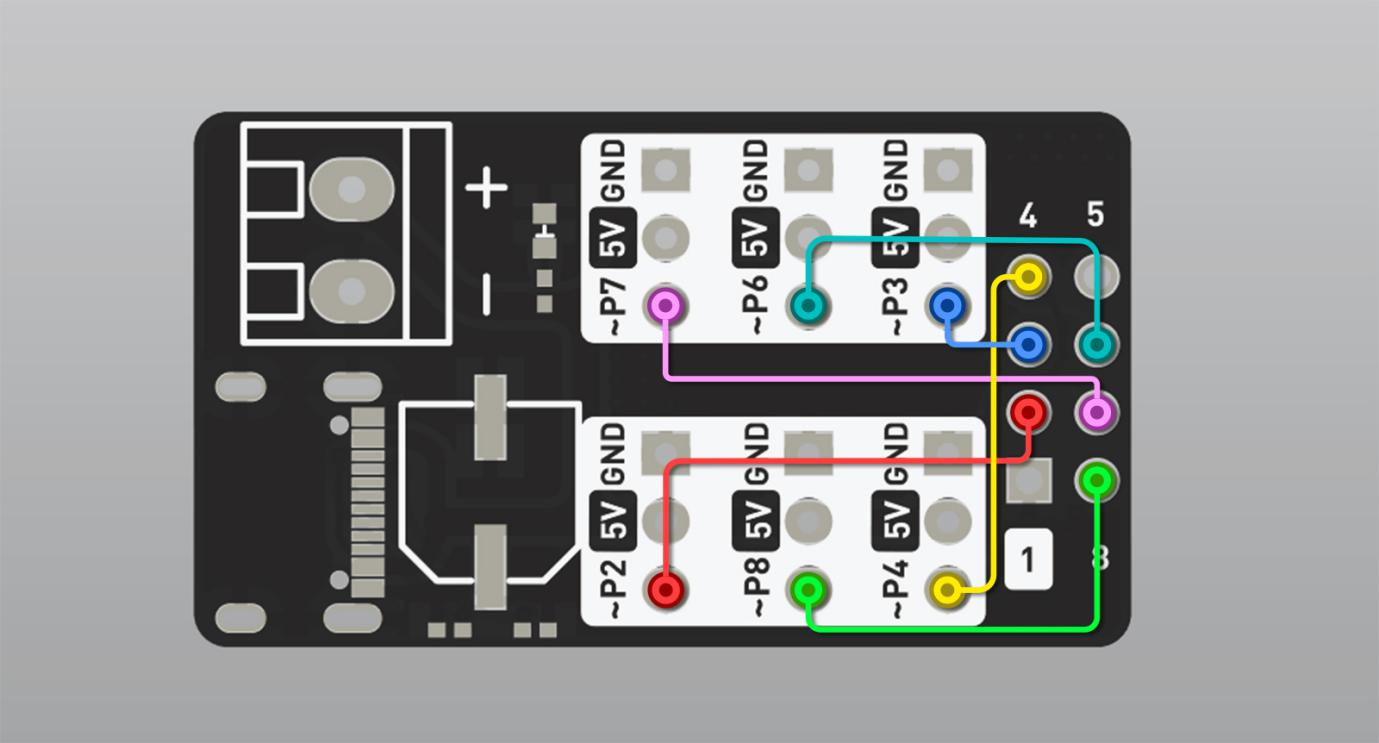 GND GND GND
5V 5V 5V
~P7 ~P6 ~P3
4 5
+
-
GND GND GND
5V 5V 5V
~P2 ~P8 ~P4
1 8